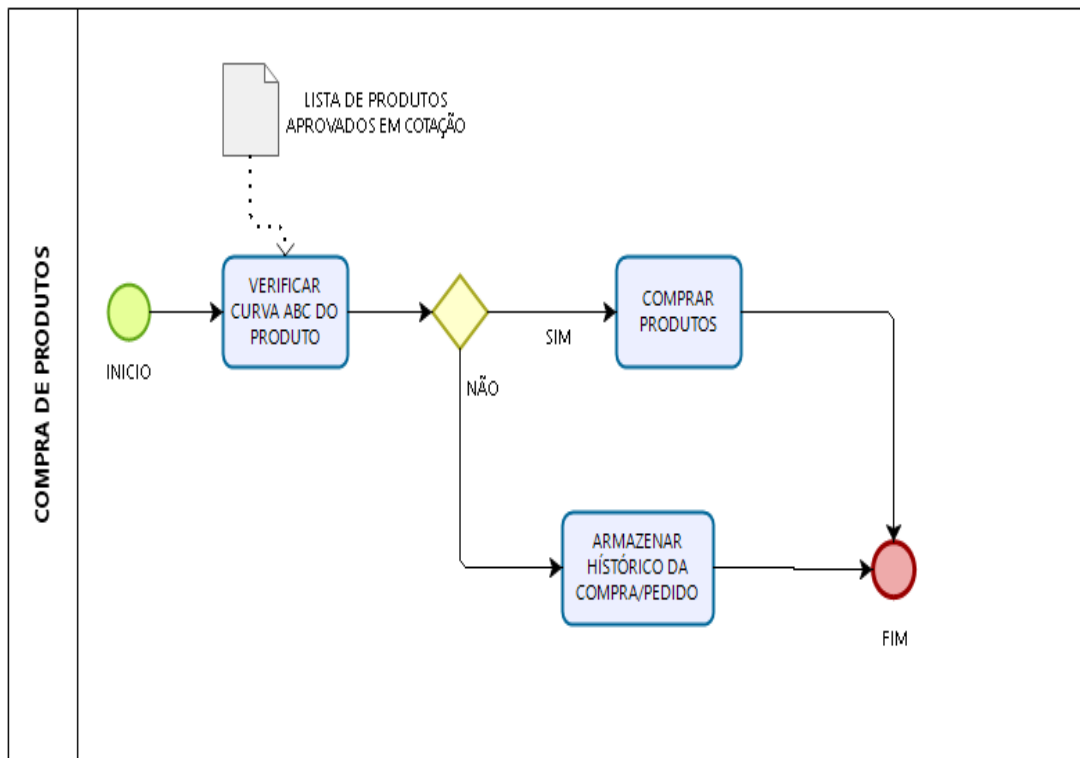 COMPRA DE PRODUTOS
LISTA DE PRODUTOS
APROVADOS EM COTAÇÃO
INICIO
VERIFICAR
CURVA ABC DO
PRODUTO
SIM
NÃO
COMPRAR
PRODUTOS
ARMAZENAR
HÍSTÓRICO DA
COMPRA/PEDIDO
FIM